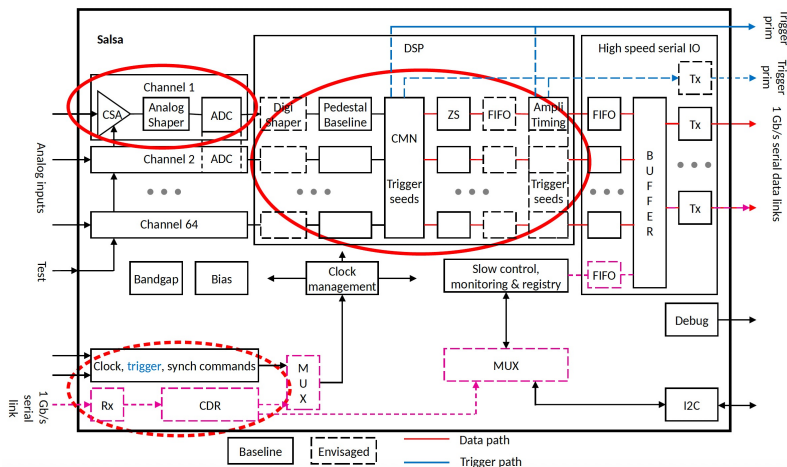 Salsa
DSP
High speed serial IO
Trigger
prim
Trigger
prim
Tx
Channel 1
CSA
Analog
Shaper
ADC
Digi
Shaper
Pedestal
Baseline
CMN
Trigger
seeds
ZS
FIFO
Ampli
Timing
FIFO
Tx
1 Gb/s serial data links
Analog inputs
Channel 2
ADC
Trigger
seeds
B
U
F
F
E
R
Channel 64
Tx
Test
Bandgap
Bias
Clock
management
Slow control,
monitoring & registry
FIFO
Debug
Clock, trigger, synch commands
M
U
X
MUX
1 Gb/s
serial
link
Rx
CDR
I2C
Baseline
Envisaged
Data path
Trigger path